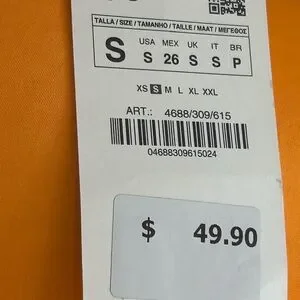 TALLA / SIZE / TAMANHO / TAILLE / MAAT / ΜΕΓΕΘΟΣ
S
USA MEX UK IT BR
S 26 S S P
XS S M L XL XXL
ART.: 4688/309/615
04688309615024
$ 49.90